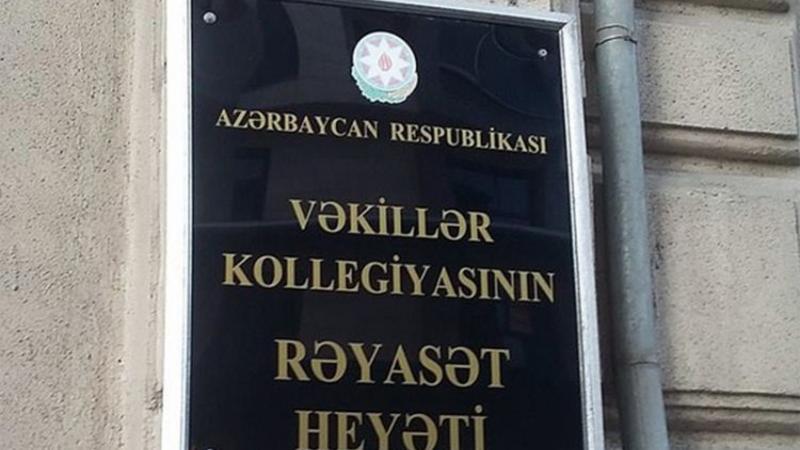 AZƏRBAYCAN RESPUBLİKASI
VƏKİLLƏR
KOLLEGİYASININ
RƏYASƏT
HEYƏTİ